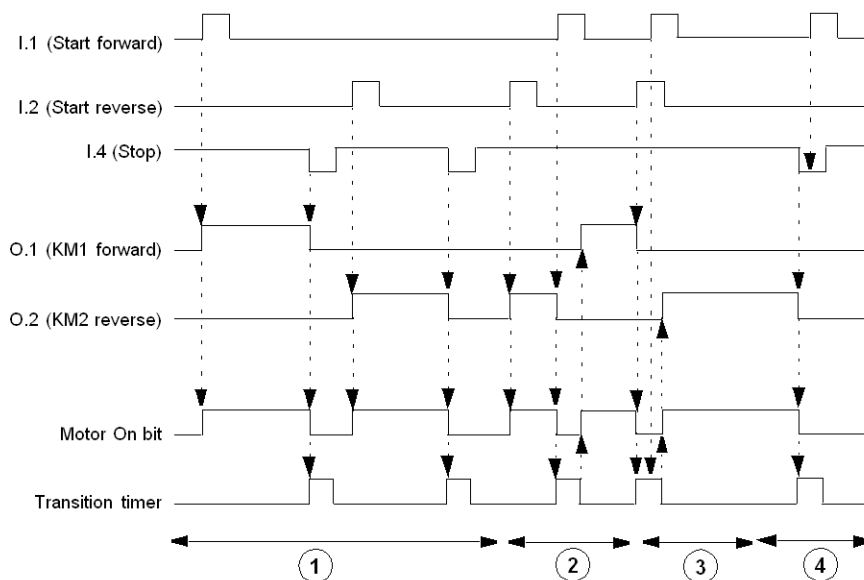 I.1 (Start forward)
I.2 (Start reverse)
I.4 (Stop)
O.1 (KM1 forward)
O.2 (KM2 reverse)
Motor On bit
Transition timer
1
2
3
4